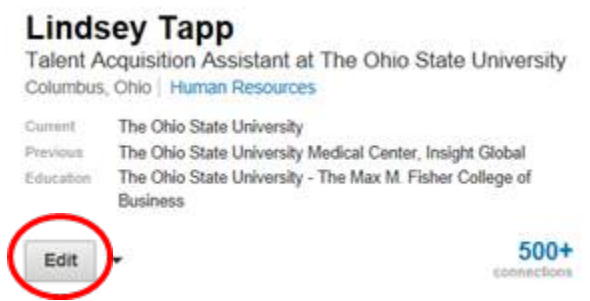 Lindsey Tapp
Talent Acquisition Assistant at The Ohio State University
Columbus, Ohio | Human Resources
Current The Ohio State University
Previous The Ohio State University Medical Center, Insight Global
Education The Ohio State University - The Max M. Fisher College of
Business
Edit 500+
connections